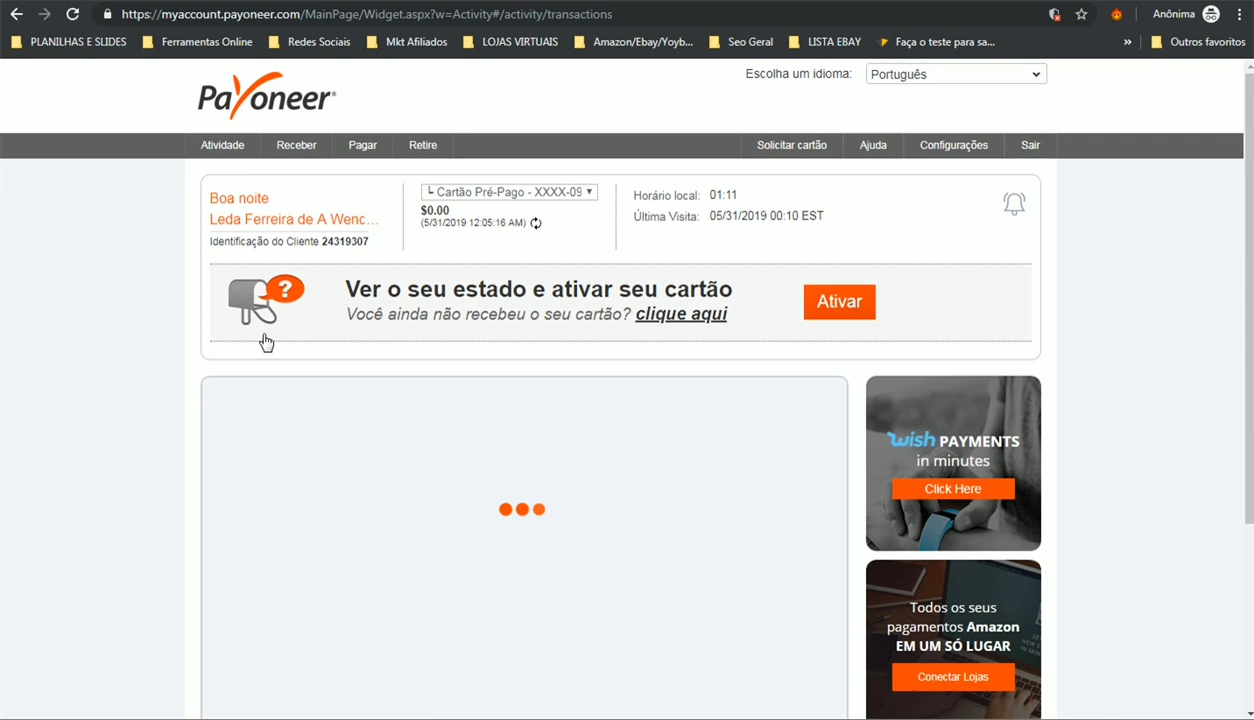 https://myaccount.payoneer.com/MainPage/Widget.aspx?w=Activity#/activity/transactions
Anônima
PLANILHAS E SLIDES
Ferramentas Online
Redes Sociais
Mkt Afiliados
LOJAS VIRTUAIS
Amazon/Ebay/Yoyb...
Seo Geral
LISTA EBAY
Faça o teste para sa...
»
Outros favoritos
Escolha um idioma:
Português
Payoneer®
Atividade
Receber
Pagar
Retire
Solicitar cartão
Ajuda
Configurações
Sair
Boa noite
Leda Ferreira de A Wenc...
Identificação do Cliente 24319307
└ Cartão Pré-Pago - XXXX-09
$0.00
(5/31/2019 12:05:16 AM)
Horário local: 01:11
Última Visita: 05/31/2019 00:10 EST
?
Ver o seu estado e ativar seu cartão
Você ainda não recebeu o seu cartão? clique aqui
Ativar
wish PAYMENTS
in minutes
Click Here
Todos os seus
pagamentos Amazon
EM UM SÓ LUGAR
Conectar Lojas